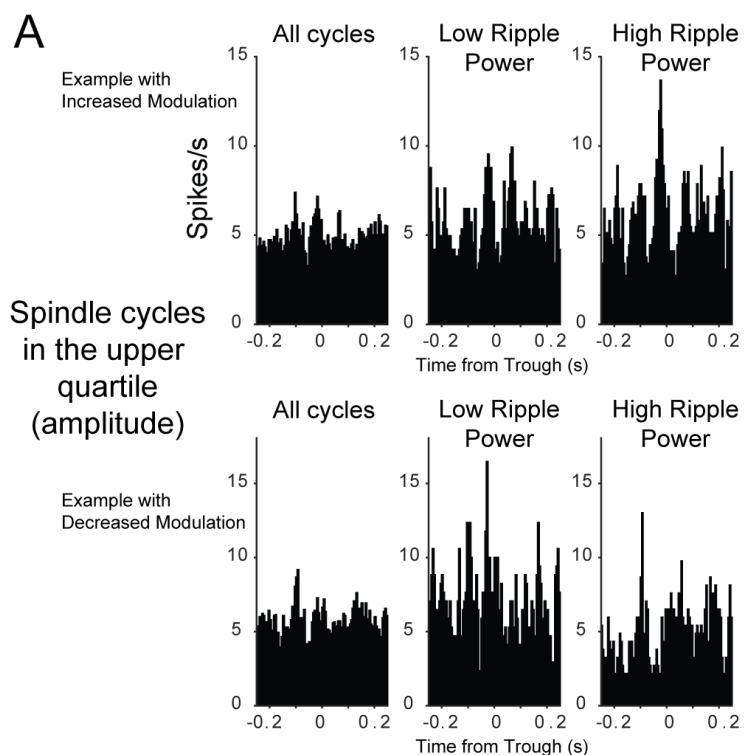 A
All cycles
Low Ripple
Power
High Ripple
Power
Example with
Increased Modulation
Spikes/s
15
10
5
0
15
10
5
0
15
10
5
0
-0.2 0 0.2
-0.2 0 0.2
-0.2 0 0.2
Time from Trough (s)
Spindle cycles
in the upper
quartile
(amplitude)
All cycles
Low Ripple
Power
High Ripple
Power
Example with
Decreased Modulation
15
10
5
0
15
10
5
0
15
10
5
0
-0.2 0 0.2
-0.2 0 0.2
-0.2 0 0.2
Time from Trough (s)